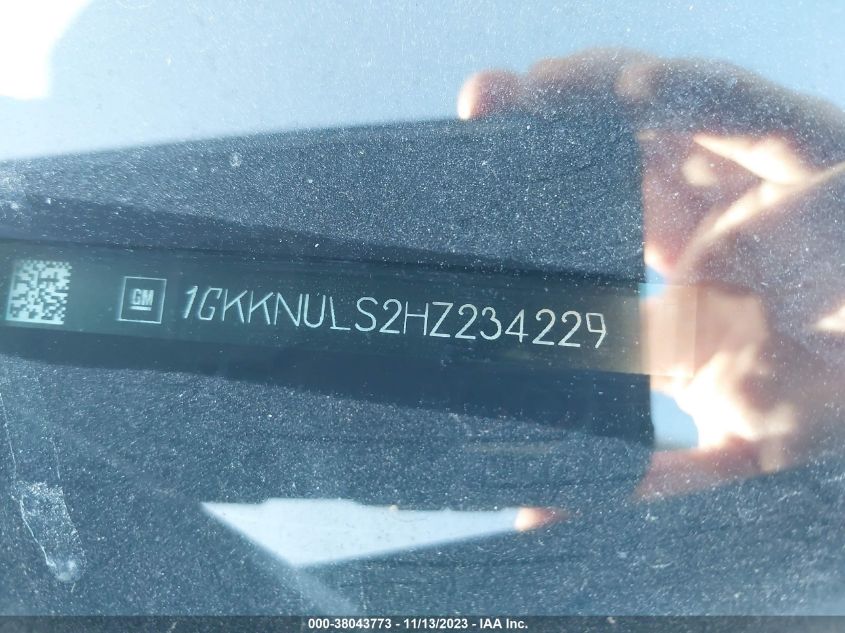 GM 1GKKNULS2HZ234229
000-38043773 - 11/13/2023 - IAA Inc.